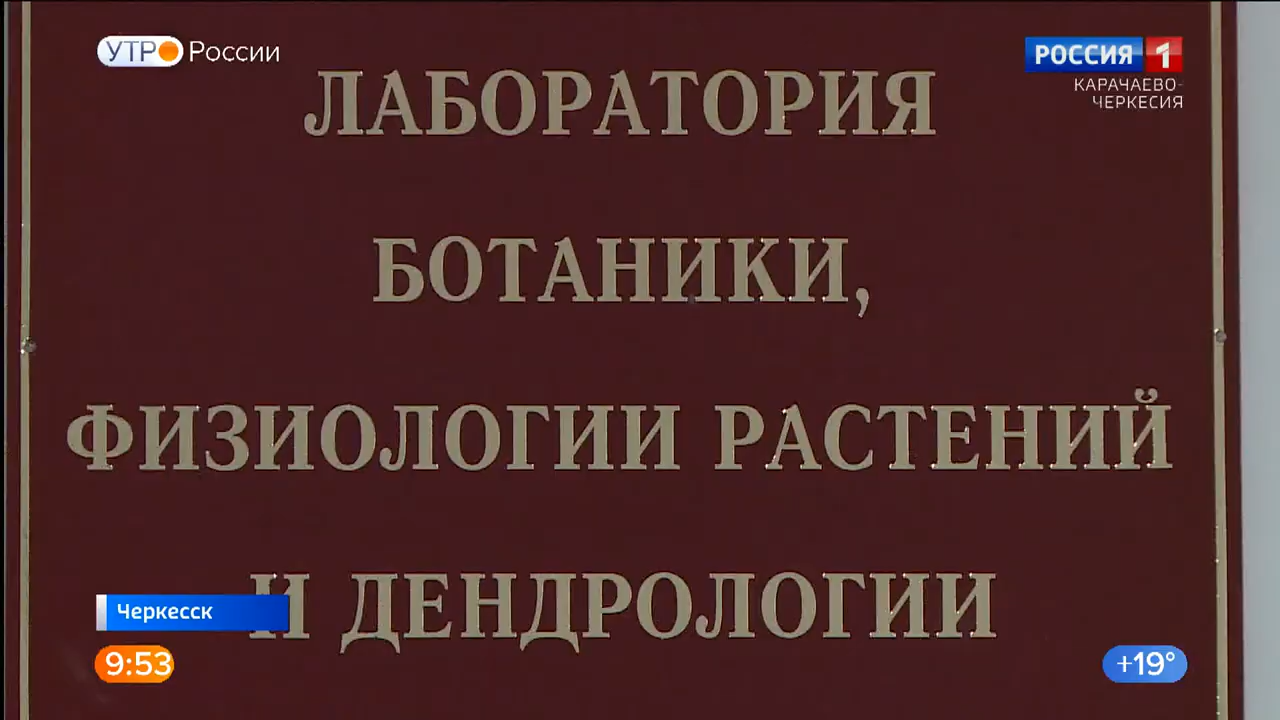 УТРО России
РОССИЯ 1
КАРАЧАЕВО-
ЧЕРКЕСИЯ
ЛАБОРАТОРИЯ
БОТАНИКИ,
ФИЗИОЛОГИИ РАСТЕНИЙ
И ДЕНДРОЛОГИИ
Черкесск
9:53
+19°